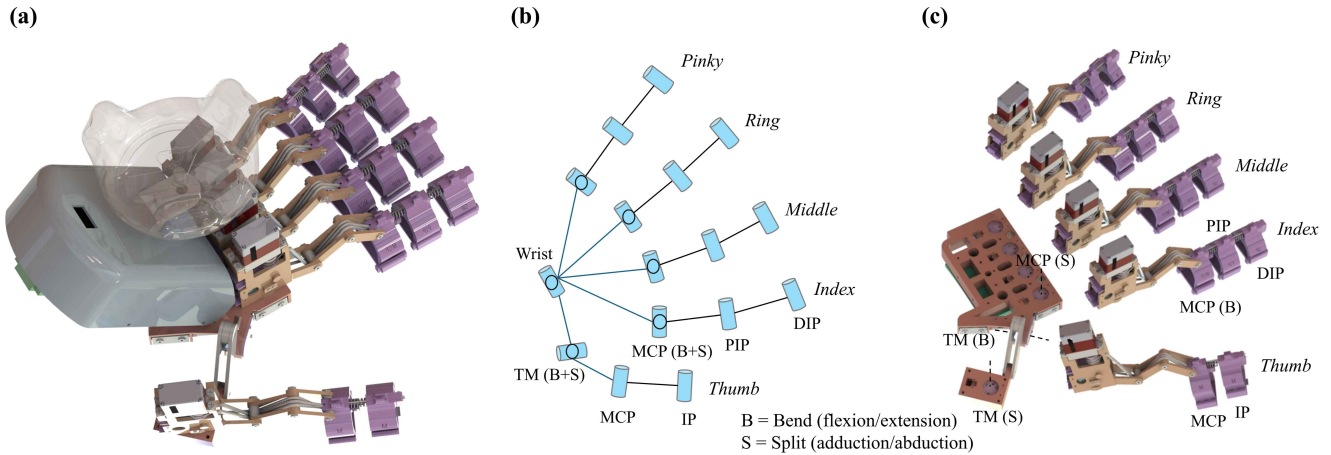 (a)
(b)
(c)
Pinky
Ring
Middle
Wrist
Index
DIP
PIP
MCP (B+S)
TM (B+S)
Thumb
MCP
IP
B = Bend (flexion/extension)
S = Split (adduction/abduction)
Pinky
Ring
Middle
PIP
Index
MCP (S)
DIP
MCP (B)
TM (B)
Thumb
TM (S)
MCP
IP